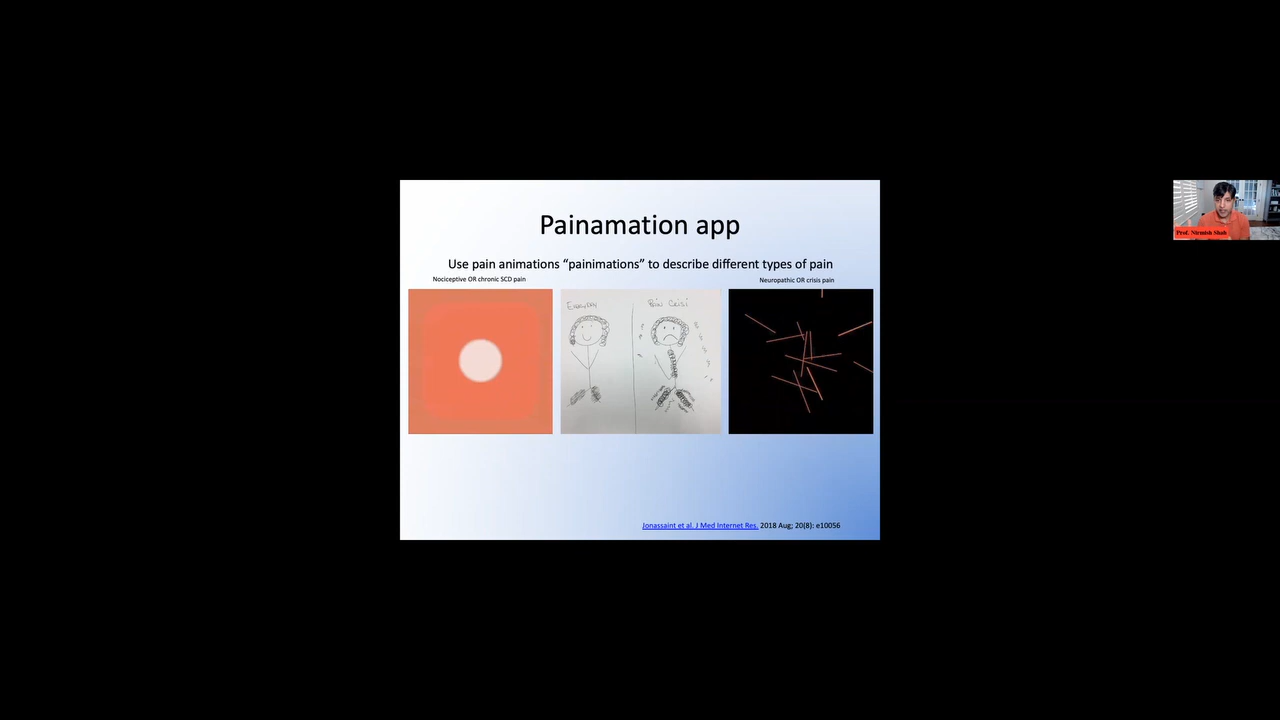 Painamation app
Use pain animations “painimations” to describe different types of pain
Nociceptive OR chronic SCD pain
Neuropathic OR crisis pain
EVERYDAY
PAIN CRISI
Jonassaint et al. J Med Internet Res. 2018 Aug; 20(8): e10056
Prof. Nirmish Shah